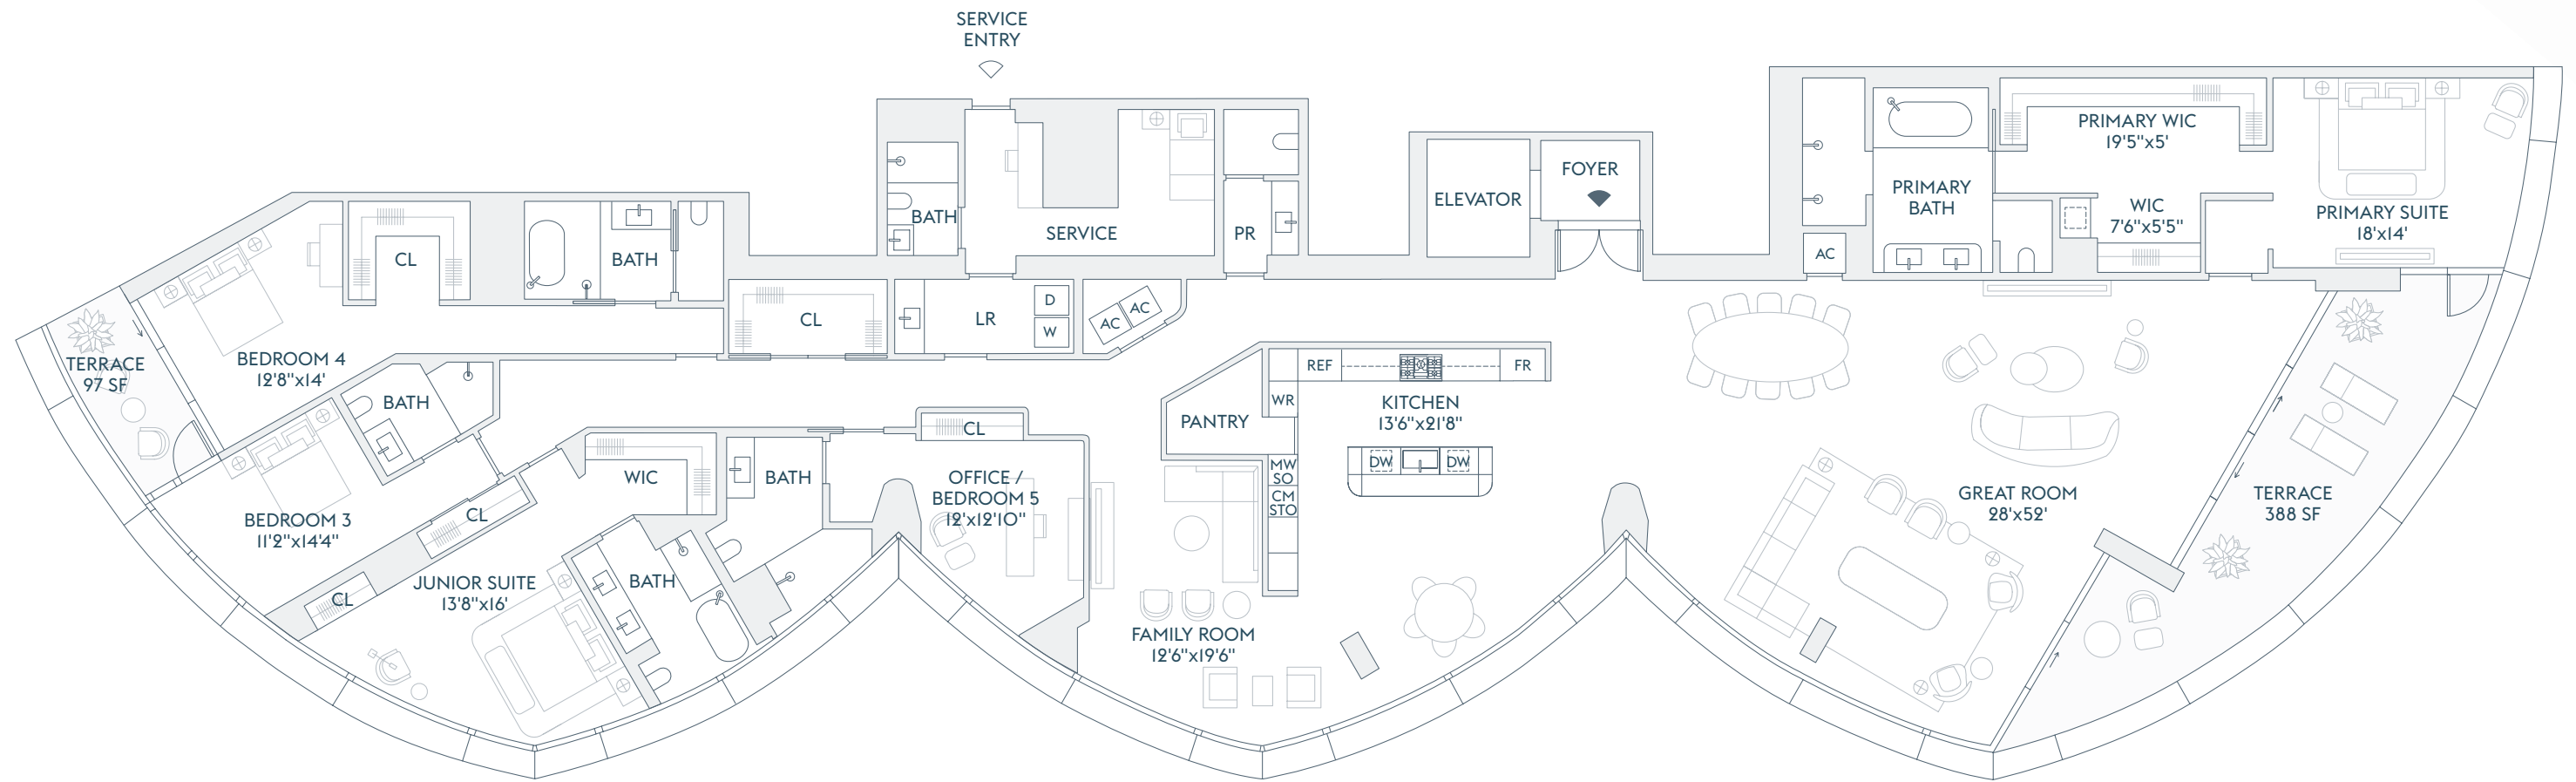 SERVICE
ENTRY
PRIMARY WIC
19'5"x5'
FOYER
ELEVATOR
PRIMARY
BATH
WIC
7'6"x5'5"
PRIMARY SUITE
18'x14'
BATH
SERVICE
PR
AC
CL
BATH
CL
LR
D
W
AC
AC
TERRACE
97 SF
BEDROOM 4
12'8"x14'
BATH
REF
FR
WR
KITCHEN
13'6"x21'8"
PANTRY
CL
MW
SO
CM
STO
DW
DW
WIC
BATH
OFFICE /
BEDROOM 5
12'x12'10"
BEDROOM 3
11'2"x14'4"
CL
GREAT ROOM
28'x52'
TERRACE
388 SF
JUNIOR SUITE
13'8"x16'
CL
BATH
FAMILY ROOM
12'6"x19'6"